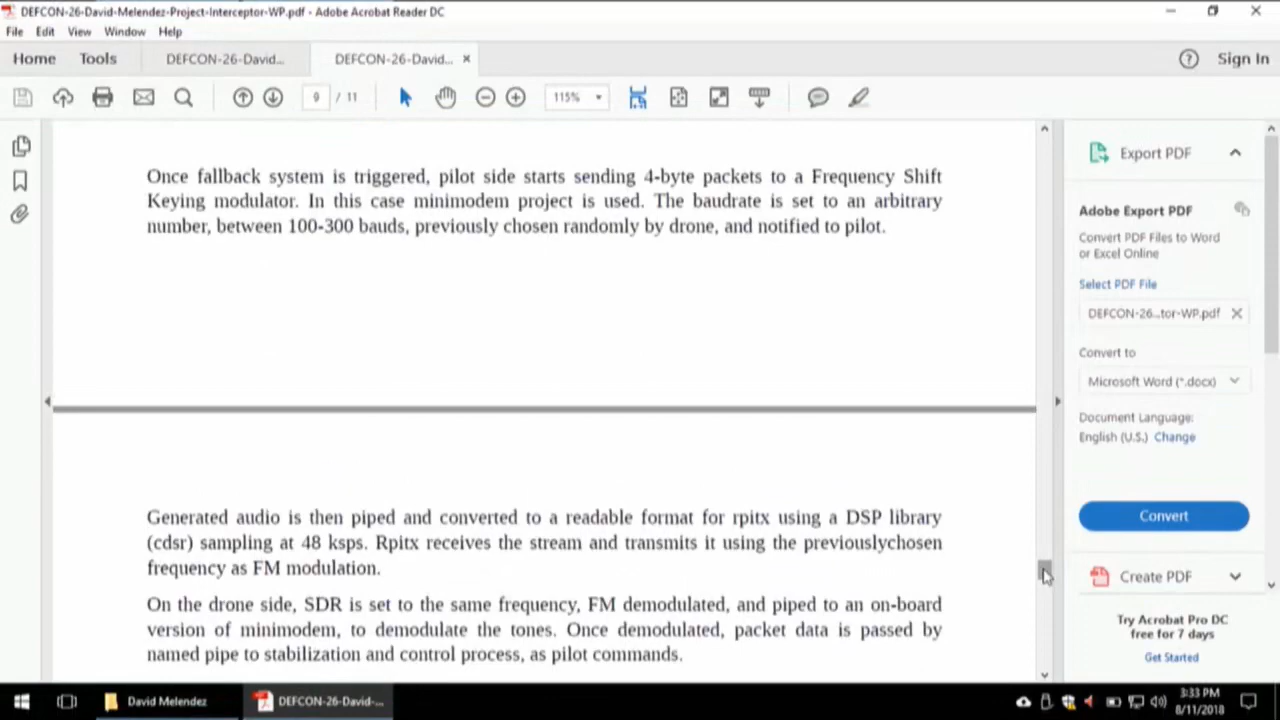 DEFCON-26-David-Melendez-Project-Interceptor-WP.pdf - Adobe Acrobat Reader DC
File Edit View Window Help
Home Tools DEFCON-26-David... DEFCON-26-David... ×
Sign In
9 / 11 115%
Once fallback system is triggered, pilot side starts sending 4-byte packets to a Frequency Shift
Keying modulator. In this case minimodem project is used. The baudrate is set to an arbitrary
number, between 100-300 bauds, previously chosen randomly by drone, and notified to pilot.
Generated audio is then piped and converted to a readable format for rpitx using a DSP library
(cdsr) sampling at 48 ksps. Rpitx receives the stream and transmits it using the previouslychosen
frequency as FM modulation.
On the drone side, SDR is set to the same frequency, FM demodulated, and piped to an on-board
version of minimodem, to demodulate the tones. Once demodulated, packet data is passed by
named pipe to stabilization and control process, as pilot commands.
Export PDF
Adobe Export PDF
Convert PDF Files to Word
or Excel Online
Select PDF File
DEFCON-26...tor-WP.pdf
Convert to
Microsoft Word (*.docx)
Document Language:
English (U.S.) Change
Convert
Create PDF
Try Acrobat Pro DC
free for 7 days
Get Started
David Melendez
DEFCON-26-David-...
3:33 PM
8/11/2018